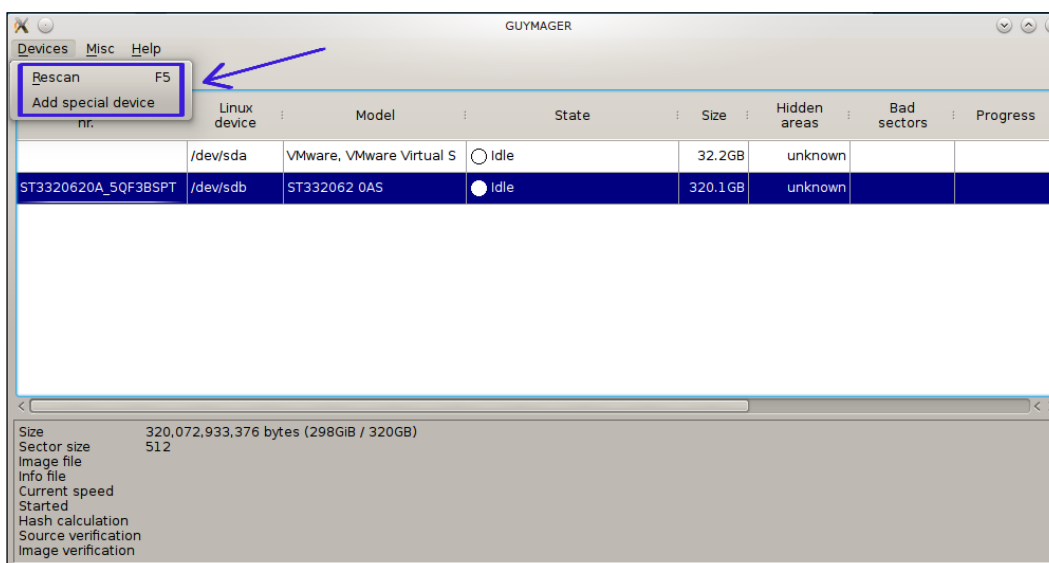 GUYMAGER
Devices Misc Help
Rescan F5
Add special device
nr.
Linux device
Model
State
Size
Hidden areas
Bad sectors
Progress
/dev/sda VMware, VMware Virtual S Idle 32.2GB unknown
ST3320620A_5QF3BSPT /dev/sdb ST332062 0AS Idle 320.1GB unknown
Size 320,072,933,376 bytes (298GiB / 320GB)
Sector size 512
Image file
Info file
Current speed
Started
Hash calculation
Source verification
Image verification